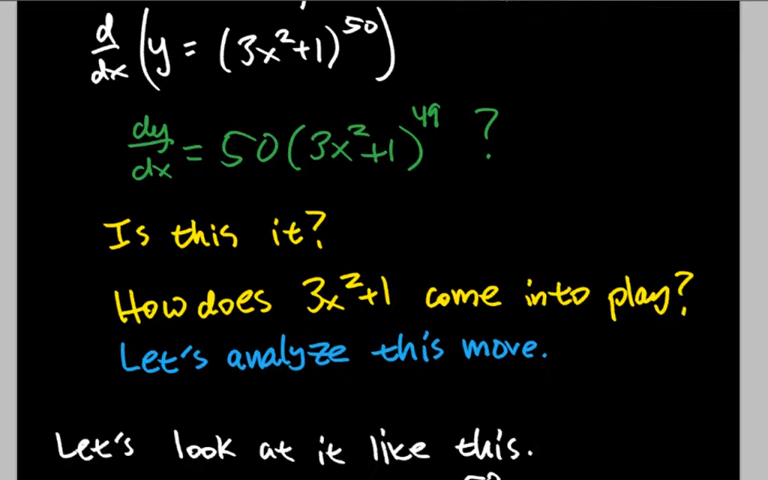 d/dx (y = (3x²+1)⁵⁰)
dy/dx = 50(3x²+1)⁴⁹ ?
Is this it?
How does 3x²+1 come into play?
Let's analyze this move.
Let's look at it like this.
50